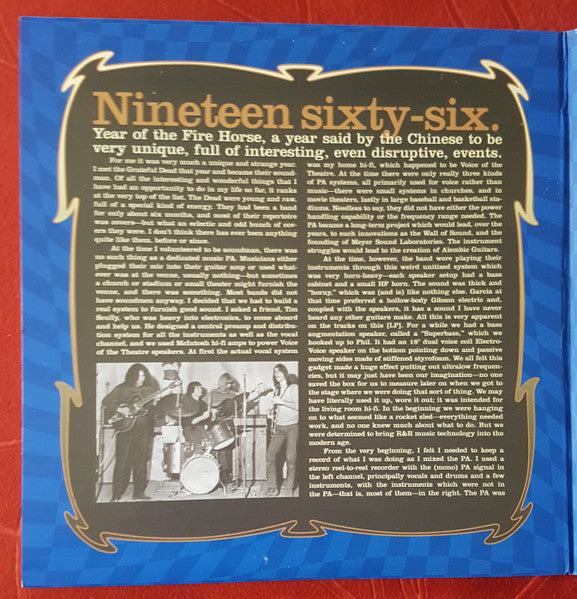 Nineteen sixty-six.
Year of the Fire Horse, a year said by the Chinese to be
very unique, full of interesting, even disruptive, events.
For me it was very much a unique and strange year.
I met the Grateful Dead that year and became their sound-
man. Of all the interesting and wonderful things that I
have had an opportunity to do in my life so far, it ranks
at the very top of the list. The Dead were young and raw,
full of a special kind of energy. They had been a band
for only about six months, and most of their repertoire
was covers—but what an eclectic and odd bunch of cov-
ers they were. I don't think there has ever been anything
quite like them, before or since.
At the time I volunteered to be soundman, there was
no such thing as a dedicated music PA. Musicians either
plugged their mic into their guitar amp or used what-
ever was at the venue, usually nothing—but sometimes
a church or stadium or small theater might furnish the
venue, and there was something. Most bands did not
have soundmen anyway. I decided that we had to build a
real system to furnish good sound. I asked a friend, Tim
Scully, who was heavy into electronics, to come aboard
and help us. He designed a central preamp and distribu-
tion system for all the instruments as well as the vocal
channel, and we used McIntosh hi-fi amps to power Voice
of the Theatre speakers. At first the actual vocal system
was my home hi-fi, which happened to be Voice of the
Theatre. At the time there were only really three kinds
of PA systems, all primarily used for voice rather than
music—there were small systems in churches, and in
movie theaters, lastly in large baseball and basketball sta-
diums. Needless to say, they did not have either the power
handling capability or the frequency range needed. The
PA became a long-term project which would lead, over the
years, to such innovations as the Wall of Sound, and the
founding of Meyer Sound Laboratories. The instrument
struggles would lead to the creation of Alembic Guitars.
At the time, however, the band were playing their
instruments through this weird unitized system which
was very horn-heavy—each speaker setup had a bass
cabinet and a small HF horn. The sound was thick and
"horny," which was (and is) like nothing else. Garcia at
that time preferred a hollow-body Gibson electric and,
coupled with the speakers, it has a sound I have never
heard any other guitars make. All this is very apparent
on the tracks on this [LP]. For a while we had a bass
augmentation speaker, called a "Superbass," which we
hooked up to Phil. It had an 18" dual voice coil Electro-
Voice speaker on the bottom pointing down and passive
moving sides made of stiffened styrofoam. We all felt this
gadget made a huge effect putting out ultralow frequen-
cies, but it may just have been our imagination—no one
saved the box for us to measure later on when we got to
the stage where we were doing that sort of thing. We may
have literally used it up, wore it out; it was intended for
the living room hi-fi. In the beginning we were hanging
on to what seemed like a rocket sled—everything needed
work, and no one knew much about what to do. But we
were determined to bring R&R music technology into the
modern age.
From the very beginning, I felt I needed to keep a
record of what I was doing as I mixed the PA. I used a
stereo reel-to-reel recorder with the (mono) PA signal in
the left channel, principally vocals and drums and a few
instruments, with the instruments which were not in
the PA—that is, most of them—in the right. The PA was